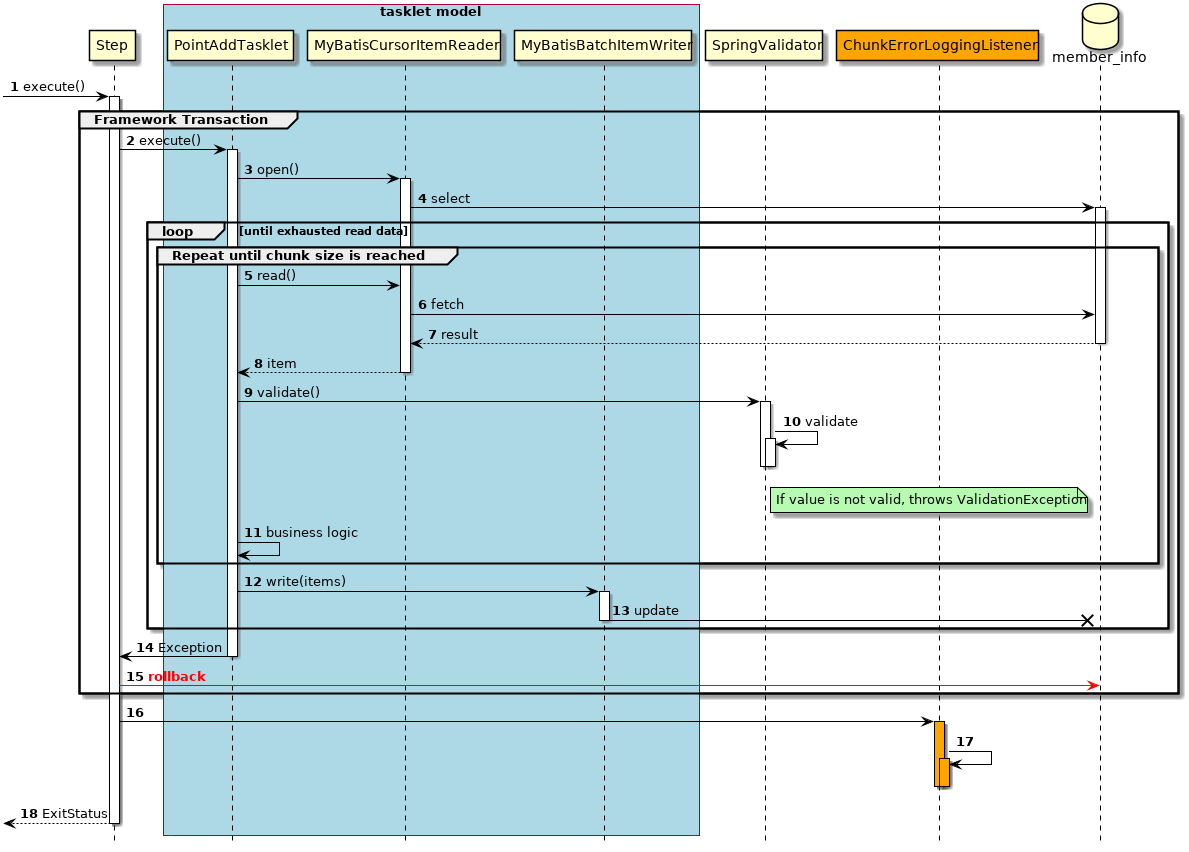 tasklet model
Step
PointAddTasklet
MyBatisCursorItemReader
MyBatisBatchItemWriter
SpringValidator
ChunkErrorLoggingListener
member_info
1 execute()
Framework Transaction
2 execute()
3 open()
4 select
loop [until exhausted read data]
Repeat until chunk size is reached
5 read()
6 fetch
7 result
8 item
9 validate()
10 validate
If value is not valid, throws ValidationException
11 business logic
12 write(items)
13 update
14 Exception
15 rollback
16
17
18 ExitStatus